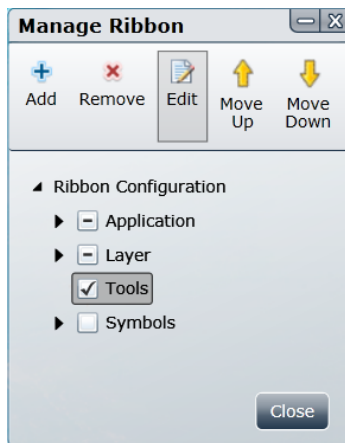 Manage Ribbon
Add Remove Edit Move Up Move Down
Ribbon Configuration
Application
Layer
Tools
Symbols
Close